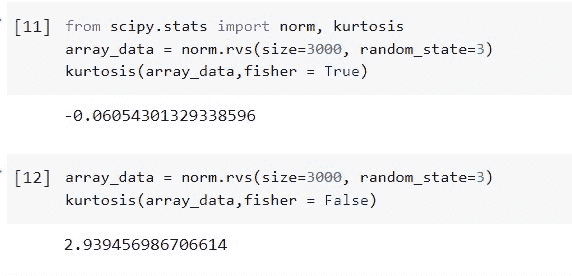 [11] from scipy.stats import norm, kurtosis
array_data = norm.rvs(size=3000, random_state=3)
kurtosis(array_data,fisher = True)
-0.06054301329338596
[12] array_data = norm.rvs(size=3000, random_state=3)
kurtosis(array_data,fisher = False)
2.939456986706614